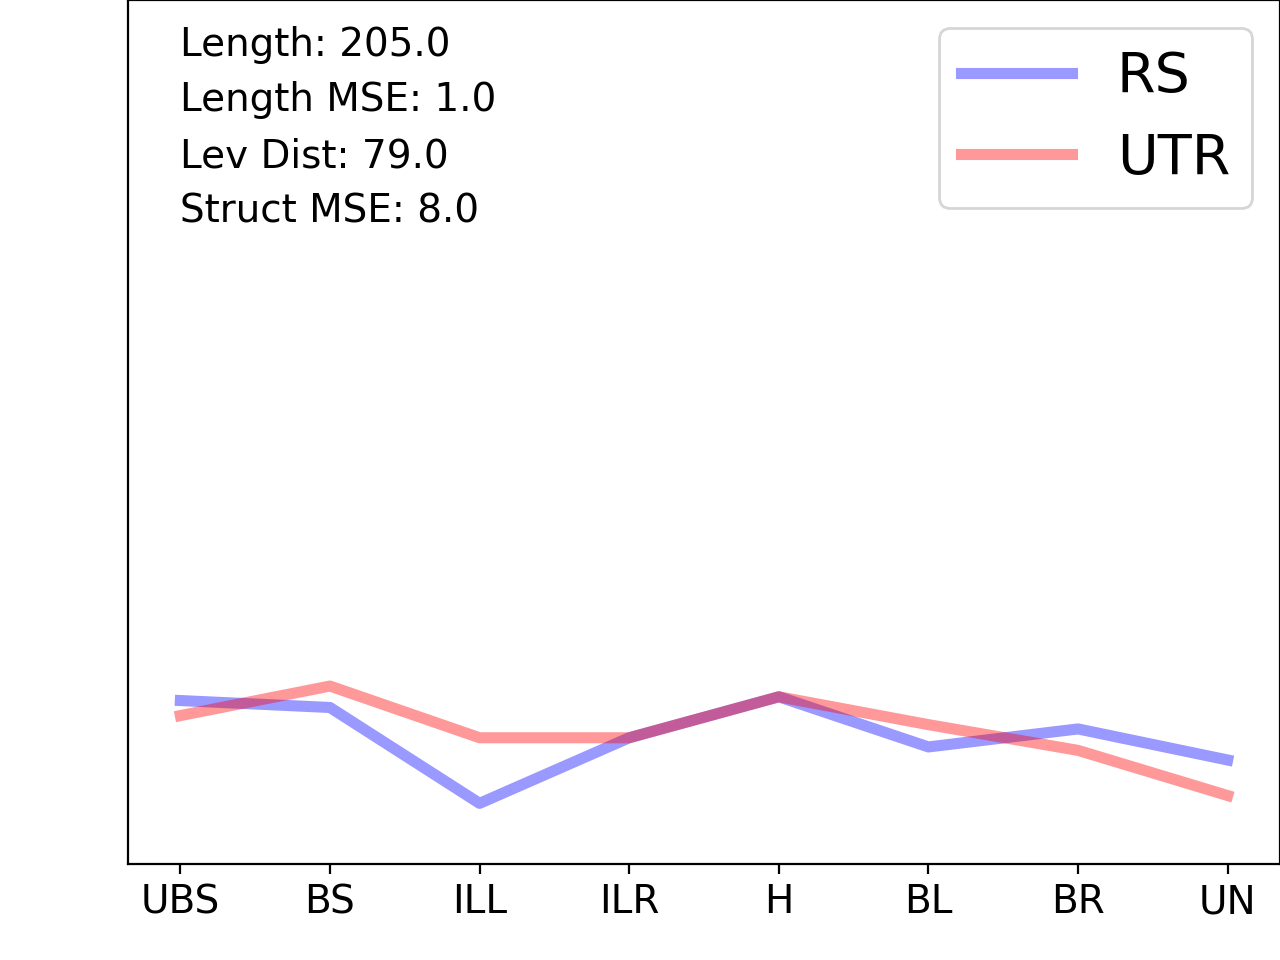 Length: 205.0
Length MSE: 1.0
Lev Dist: 79.0
Struct MSE: 8.0
RS
UTR
UBS BS ILL ILR H BL BR UN